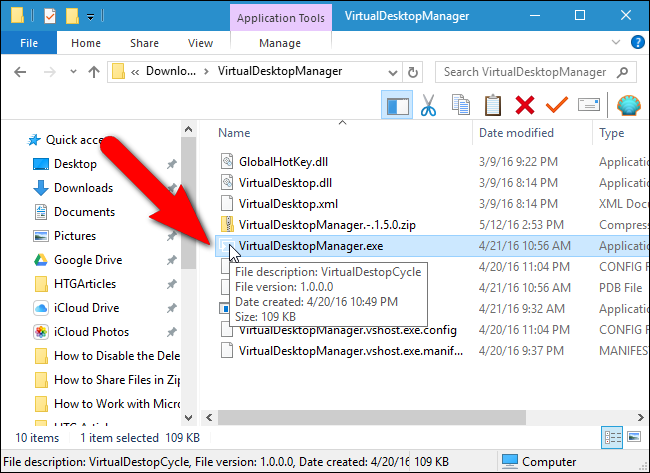 Application Tools
VirtualDesktopManager
File
Home
Share
View
Manage
Downlo...
VirtualDesktopManager
Search VirtualDesktopManager
Name
Date modified
Type
Quick acce
Desktop
Downloads
Documents
Pictures
Google Drive
HTGArticles
iCloud Drive
iCloud Photos
How to Disable the Dele
How to Share Files in Zip
How to Work with Micro
GlobalHotKey.dll 3/9/16 9:22 PM Applicatio
VirtualDesktop.dll 3/9/16 8:14 PM Applicatio
VirtualDesktop.xml 3/9/16 8:14 PM XML Docu
VirtualDesktopManager.-.1.5.0.zip 5/12/16 2:53 PM Compress
VirtualDesktopManager.exe 4/21/16 10:56 AM Applicatio
4/20/16 11:04 PM CONFIG F
4/21/16 10:56 AM PDB File
4/21/16 9:32 AM Applicatio
VirtualDesktopManager.vshost.exe.config 4/20/16 11:04 PM CONFIG F
VirtualDesktopManager.vshost.exe.manif... 4/20/16 9:37 PM MANIFES
File description: VirtualDestopCycle
File version: 1.0.0.0
Date created: 4/20/16 10:49 PM
Size: 109 KB
10 items 1 item selected 109 KB
File description: VirtualDestopCycle, File version: 1.0.0.0, Date created: 4/20/16 109 KB Computer